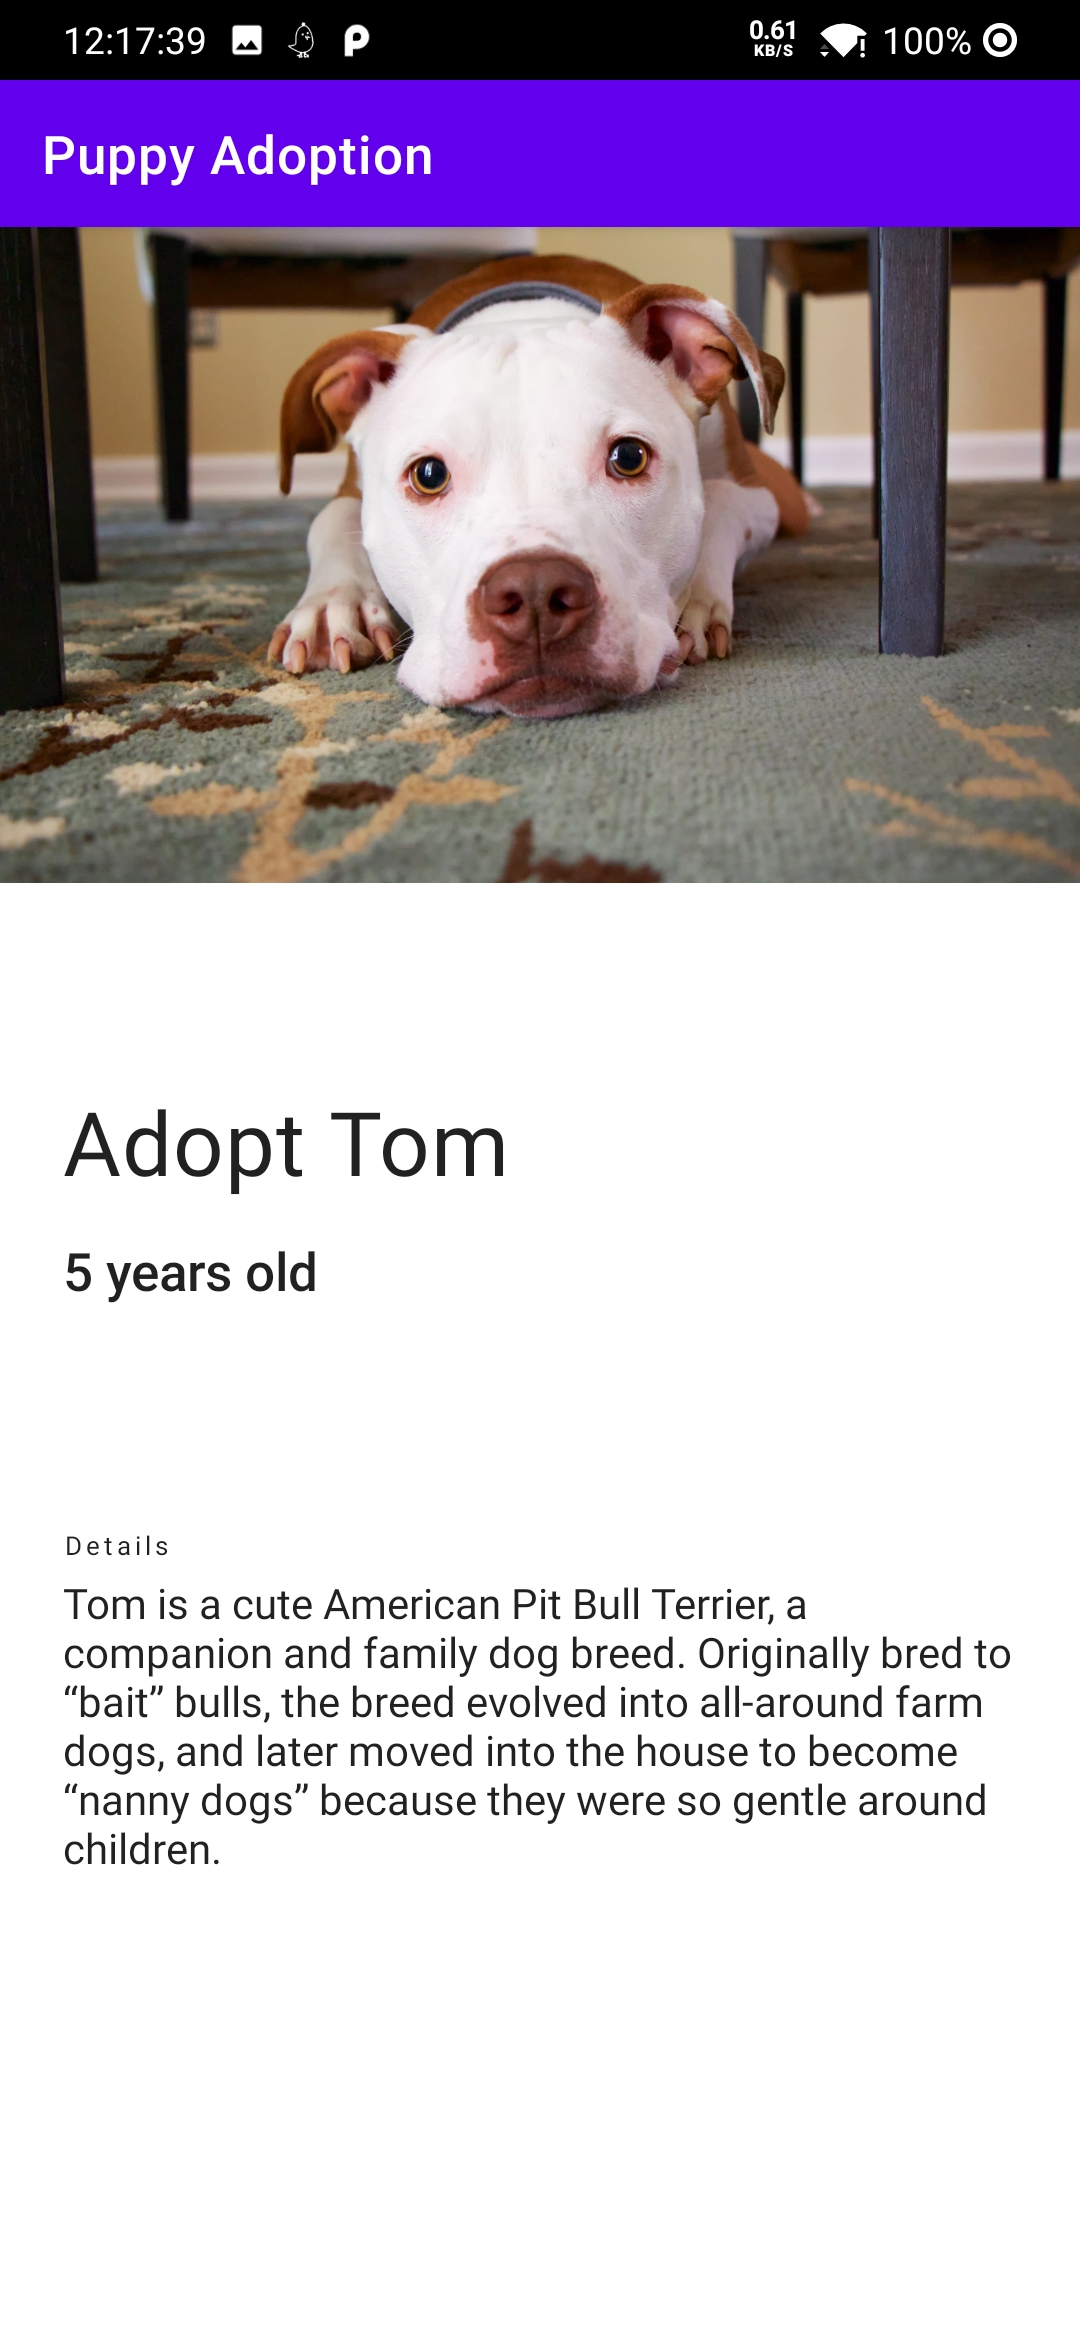 12:17:39
0.61
KB/S
100%
Puppy Adoption
Adopt Tom
5 years old
Details
Tom is a cute American Pit Bull Terrier, a
companion and family dog breed. Originally bred to
“bait” bulls, the breed evolved into all-around farm
dogs, and later moved into the house to become
“nanny dogs” because they were so gentle around
children.